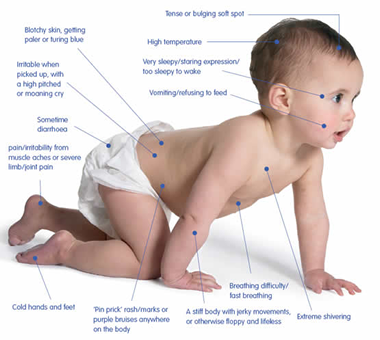 Tense or bulging soft spot
Blotchy skin, getting
paler or turing blue
High temperature
Irritable when
picked up, with
a high pitched
or moaning cry
Very sleepy/staring expression/
too sleepy to wake
Vomiting/refusing to feed
Sometime
diarrhoea
pain/irritability from
muscle aches or severe
limb/joint pain
Cold hands and feet
'Pin prick' rash/marks or
purple bruises anywhere
on the body
A stiff body with jerky movements,
or otherwise floppy and lifeless
Breathing difficulty/
fast breathing
Extreme shivering